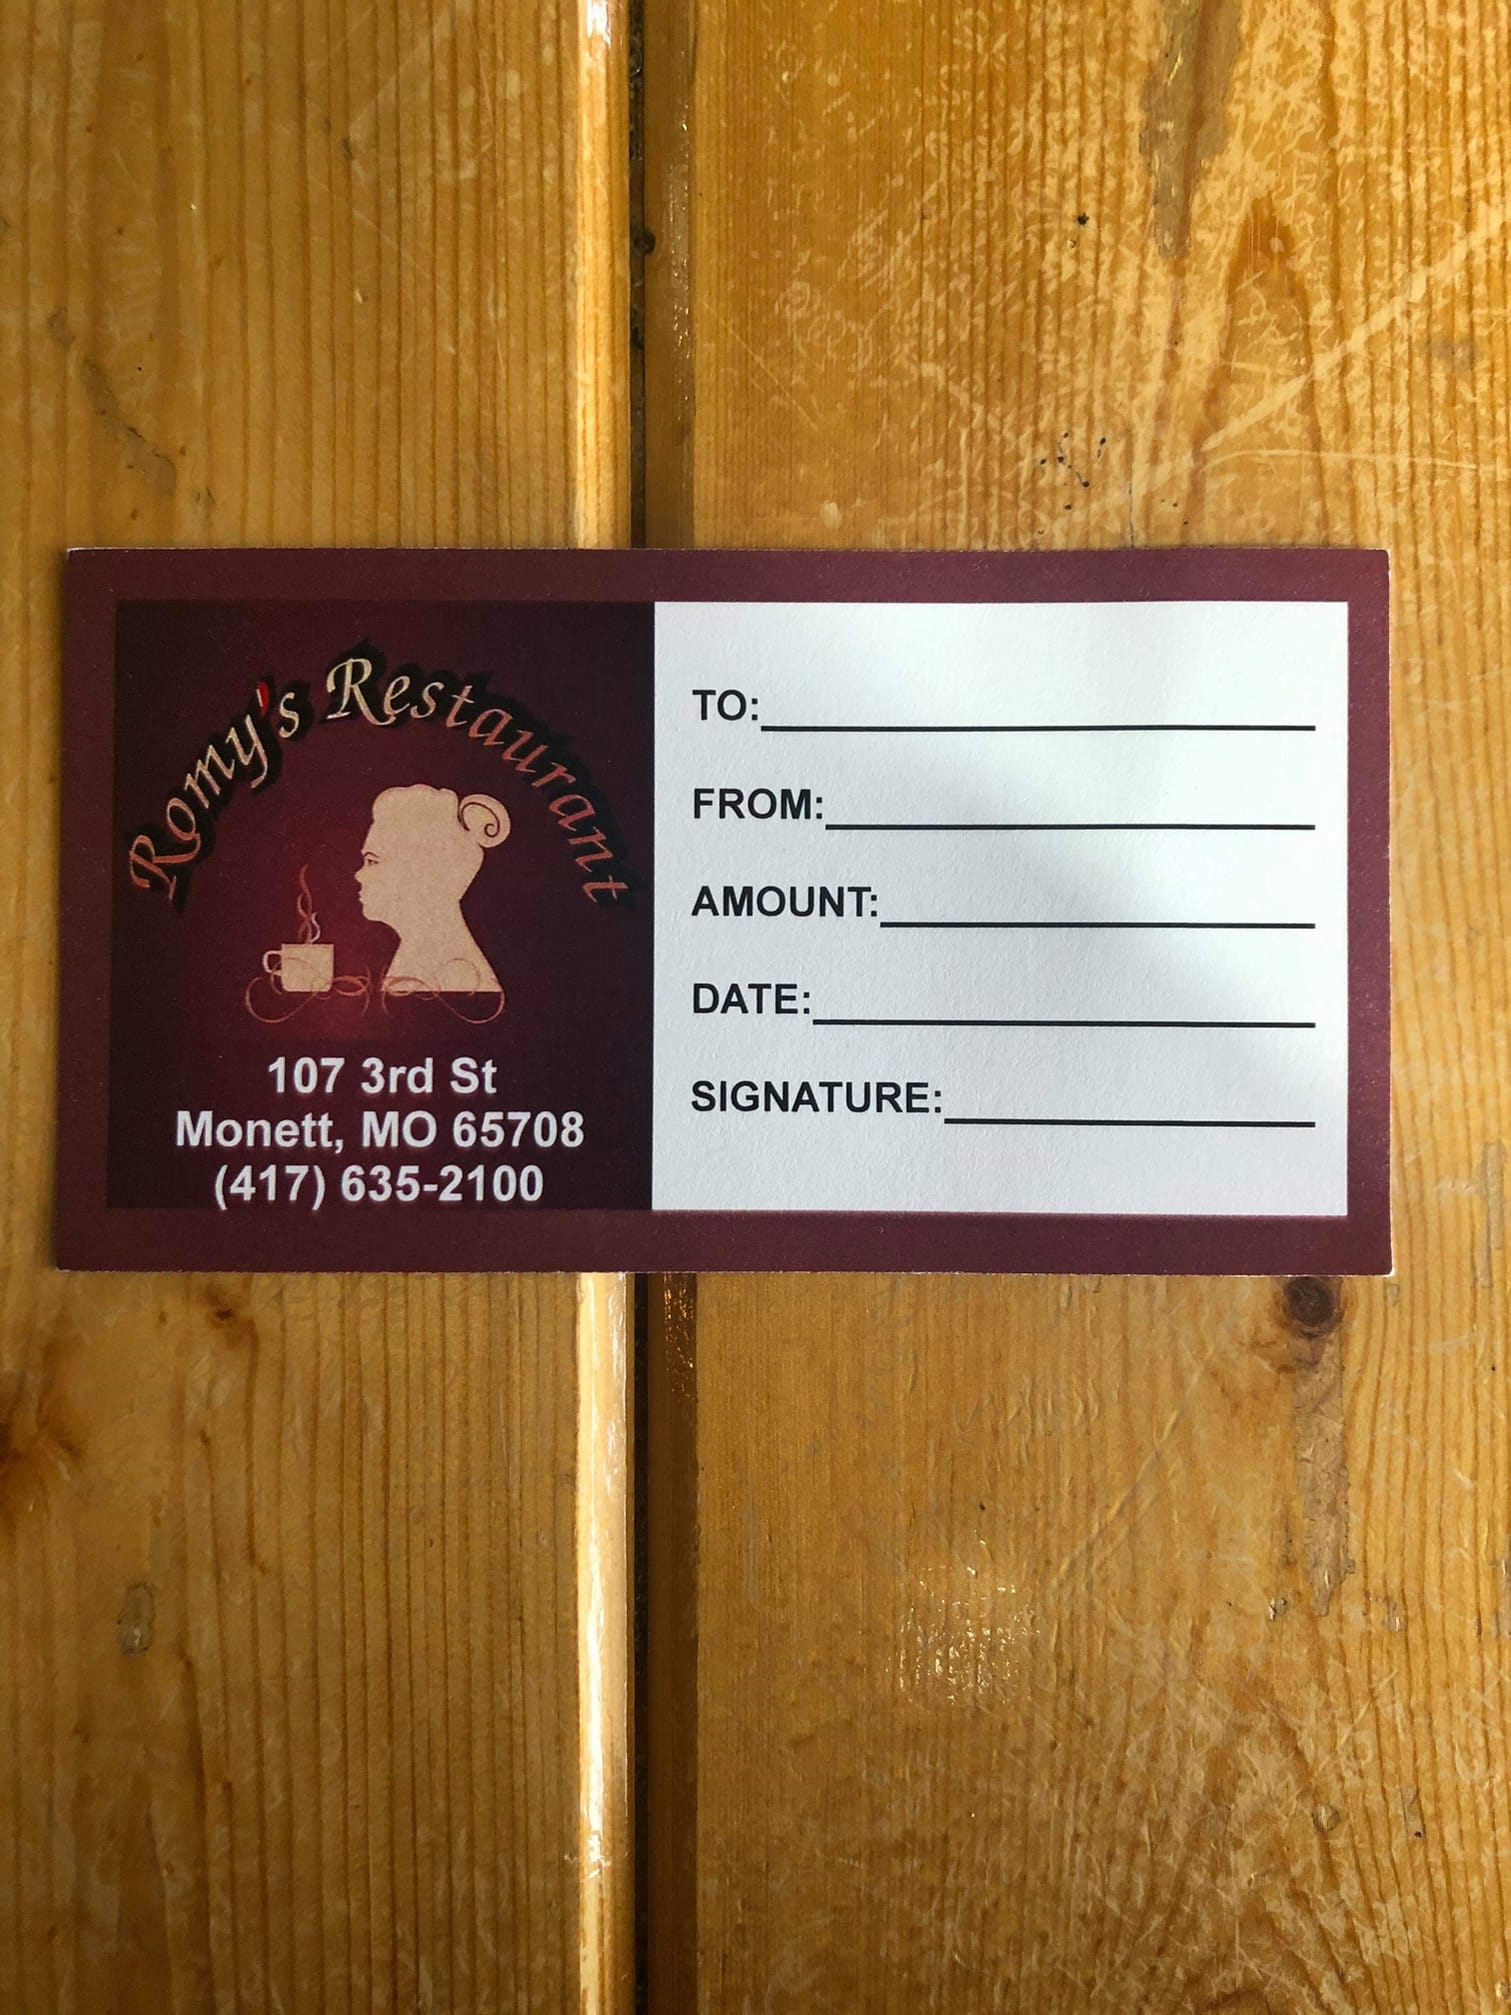 Romy's Restaurant
107 3rd St
Monett, MO 65708
(417) 635-2100
TO:
FROM:
AMOUNT:
DATE:
SIGNATURE: